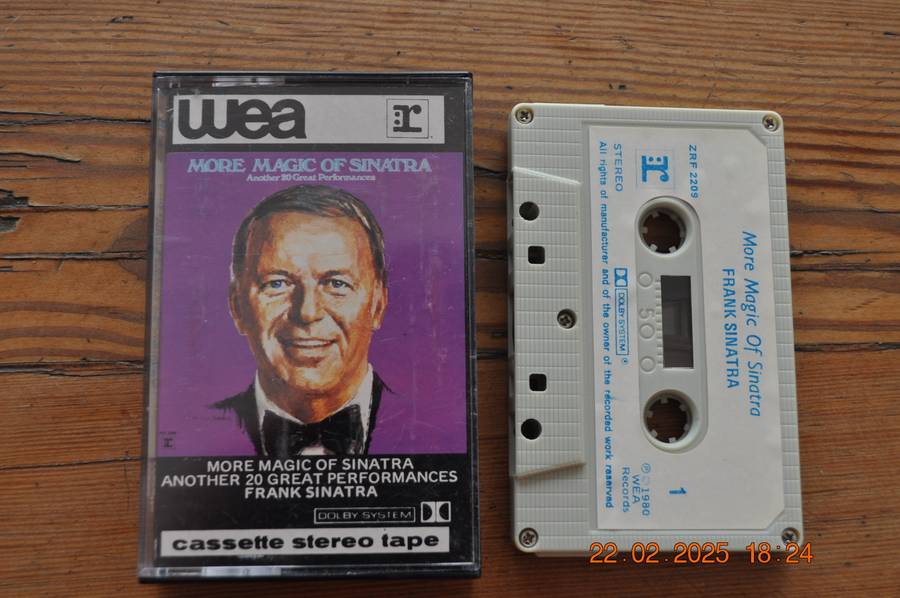 wea
r
MORE MAGIC OF SINATRA
Another 20 Great Performances
MORE MAGIC OF SINATRA
ANOTHER 20 GREAT PERFORMANCES
FRANK SINATRA
DOLBY SYSTEM
cassette stereo tape
More Magic Of Sinatra
FRANK SINATRA
ZRF 2209
r
STEREO
50
DOLBY SYSTEM ®
All rights of manufacturer and of the owner of the recorded work reserved
1
℗ © 1980
WEA
Records
22.02.2025 18:24